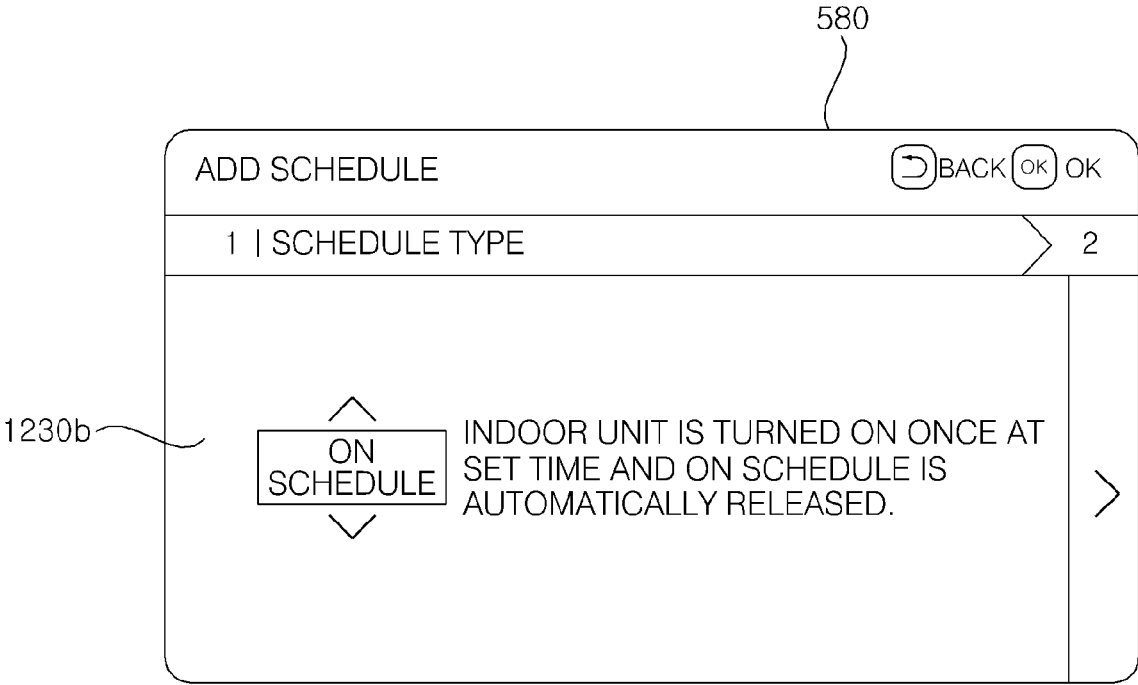 580
ADD SCHEDULE
BACK OK OK
1 | SCHEDULE TYPE
2
1230b
ON
SCHEDULE
INDOOR UNIT IS TURNED ON ONCE AT
SET TIME AND ON SCHEDULE IS
AUTOMATICALLY RELEASED.